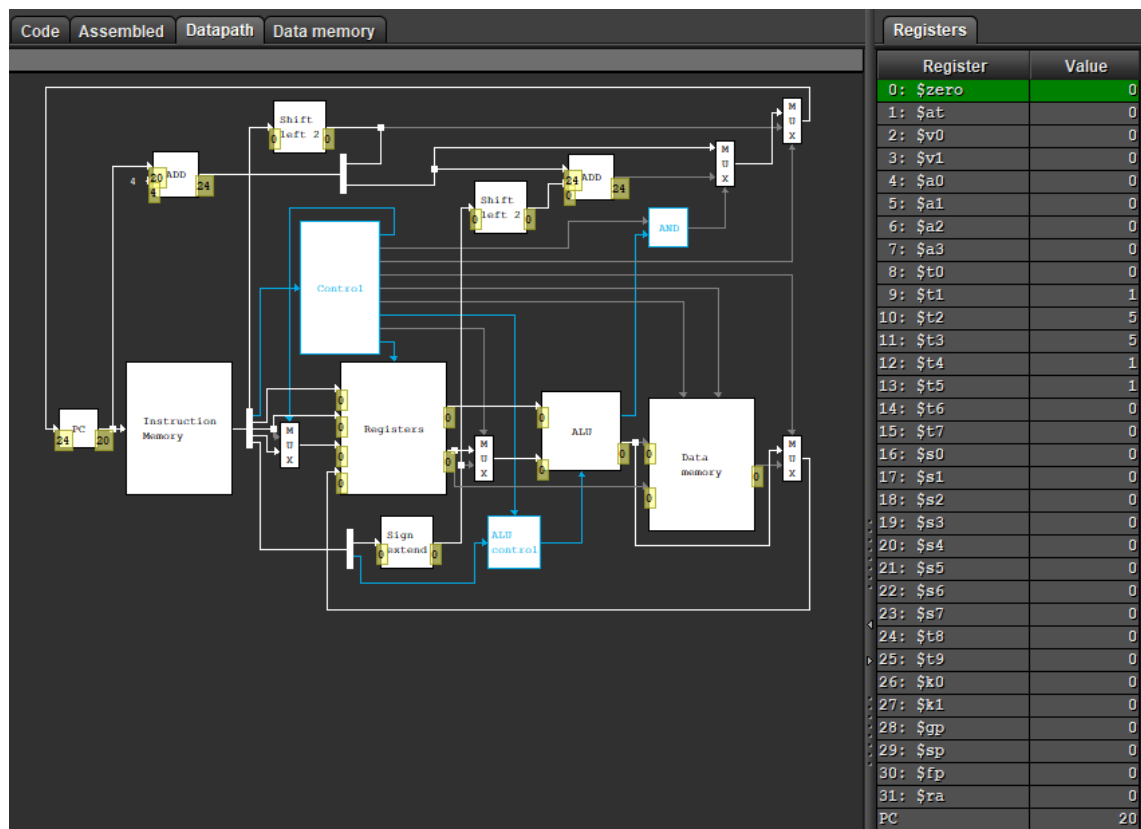 Code Assembled Datapath Data memory
Registers
Register Value
0: $zero 0
1: $at 0
2: $v0 0
3: $v1 0
4: $a0 0
5: $a1 0
6: $a2 0
7: $a3 0
8: $t0 0
9: $t1 1
10: $t2 5
11: $t3 5
12: $t4 1
13: $t5 1
14: $t6 0
15: $t7 0
16: $s0 0
17: $s1 0
18: $s2 0
19: $s3 0
20: $s4 0
21: $s5 0
22: $s6 0
23: $s7 0
24: $t8 0
25: $t9 0
26: $k0 0
27: $k1 0
28: $gp 0
29: $sp 0
30: $fp 0
31: $ra 0
PC 20
Shift
left 2
0 0
M
U
X
M
U
X
4
ADD
20
4
24
ADD
24
0
24
Shift
left 2
0 0
AND
Control
PC
24 20
Instruction
Memory
M
U
X
Registers
0
0
0
0
0
0
M
U
X
ALU
0
0
0
Data
memory
0
0
0
M
U
X
Sign
extend
0 0
ALU
control